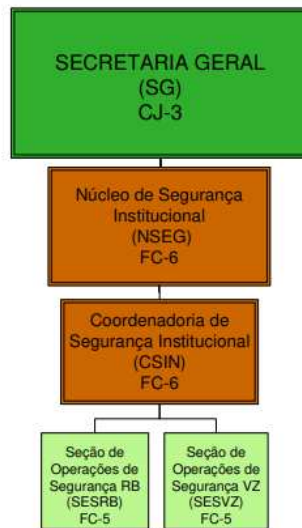 SECRETARIA GERAL
(SG)
CJ-3
Núcleo de Segurança
Institucional
(NSEG)
FC-6
Coordenadoria de
Segurança Institucional
(CSIN)
FC-6
Seção de
Operações de
Segurança RB
(SESRB)
FC-5
Seção de
Operações de
Segurança VZ
(SESVZ)
FC-5